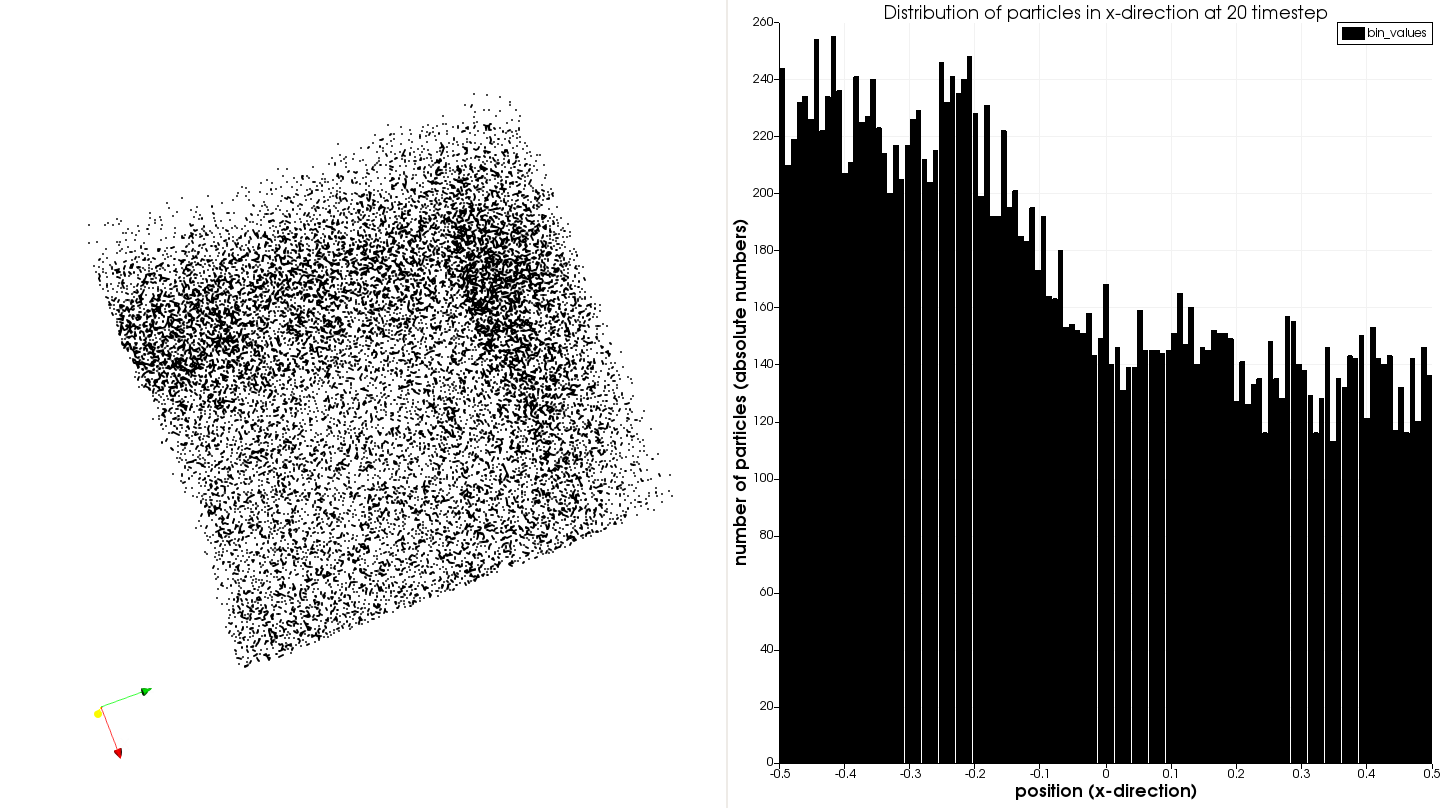 Distribution of particles in x-direction at 20 timestep
bin_values
number of particles (absolute numbers)
260
240
220
200
180
160
140
120
100
80
60
40
20
0
-0.5 -0.4 -0.3 -0.2 -0.1 0 0.1 0.2 0.3 0.4 0.5
position (x-direction)